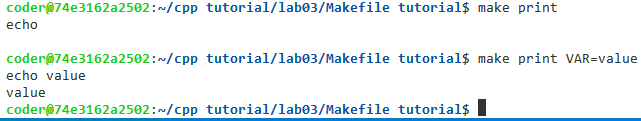 coder@74e3162a2502:~/cpp tutorial/lab03/Makefile tutorial$ make print
echo

coder@74e3162a2502:~/cpp tutorial/lab03/Makefile tutorial$ make print VAR=value
echo value
value
coder@74e3162a2502:~/cpp tutorial/lab03/Makefile tutorial$